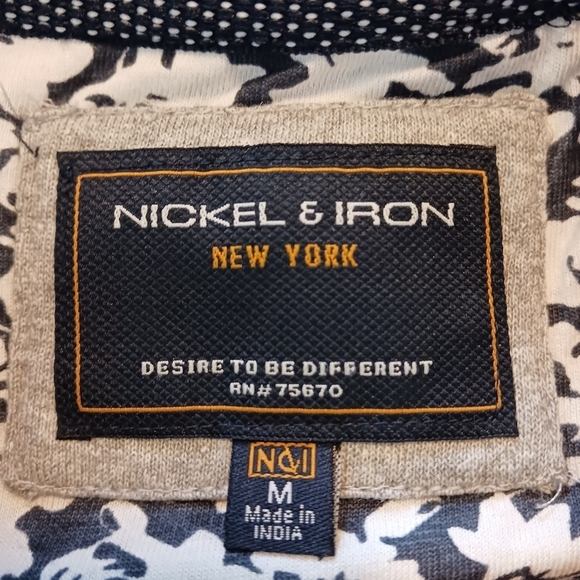 NICKEL & IRON
NEW YORK
DESIRE TO BE DIFFERENT
RN# 75670
N&I
M
Made in
INDIA